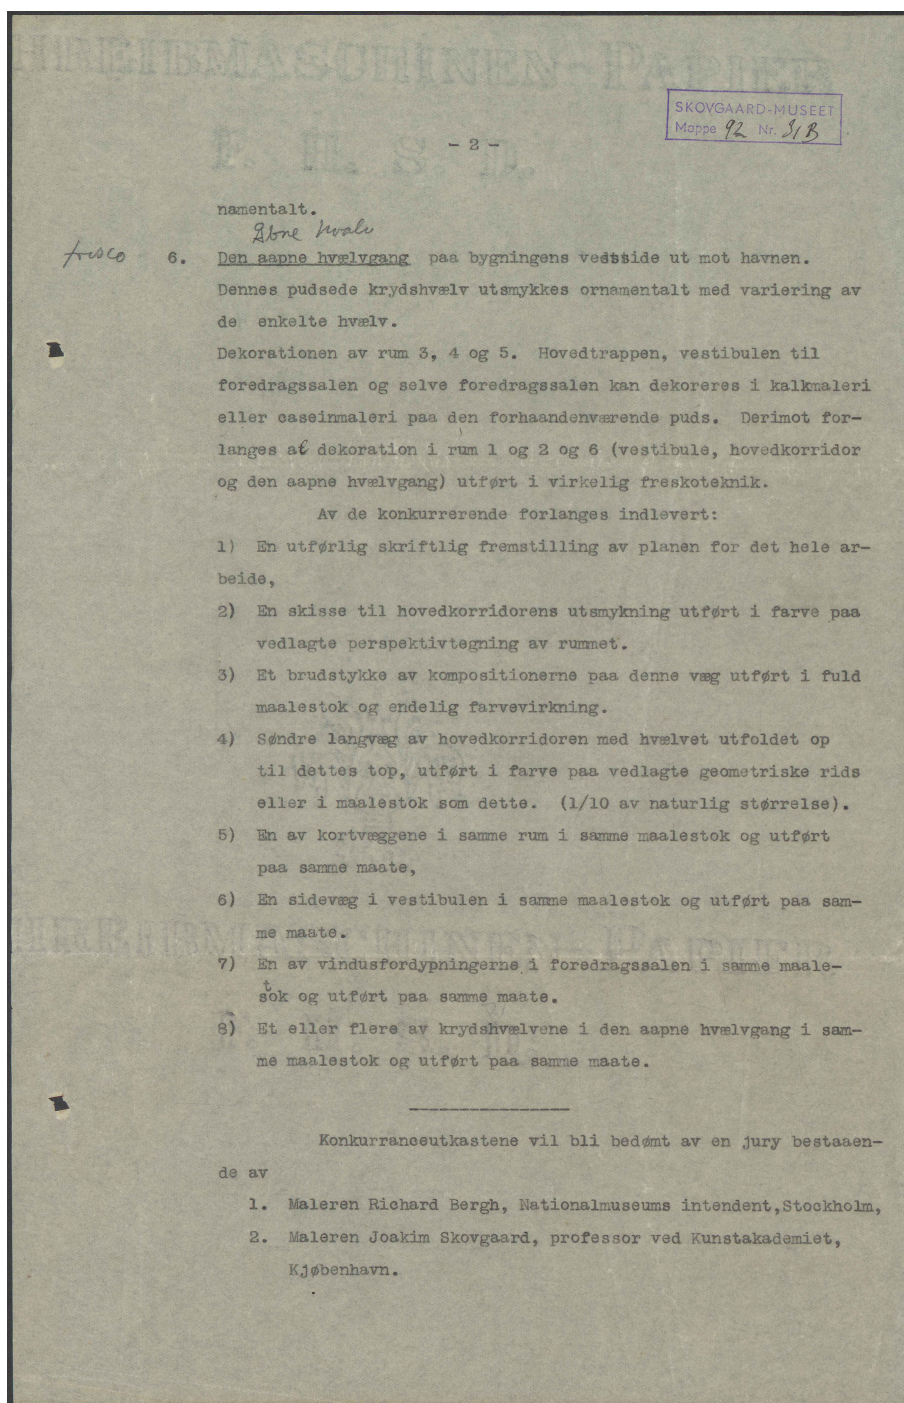 SKOVGAARD-MUSEET
Mappe 92 Nr. 31B
- 2 -
namentalt.
Åbne hvalv
fresco 6. Den aapne hvælvgang paa bygningens vestside ut mot havnen.
Dennes pudsede krydshvælv utsmykkes ornamentalt med variering av
de enkelte hvælv.
Dekorationen av rum 3, 4 og 5. Hovedtrappen, vestibulen til
foredragssalen og selve foredragssalen kan dekoreres i kalkmaleri
eller caseinmaleri paa den forhaandenværende puds. Derimot for-
langes al dekoration i rum 1 og 2 og 6 (vestibule, hovedkorridor
og den aapne hvælvgang) utført i virkelig freskoteknik.
Av de konkurrerende forlanges indlevert:
1) En utførlig skriftlig fremstilling av planen for det hele ar-
beide,
2) En skisse til hovedkorridorens utsmykning utført i farve paa
vedlagte perspektivtegning av rummet.
3) Et brudstykke av kompositionerne paa denne væg utført i fuld
maalestok og endelig farvevirkning.
4) Søndre langvæg av hovedkorridoren med hvælvet utfoldet op
til dettes top, utført i farve paa vedlagte geometriske rids
eller i maalestok som dette. (1/10 av naturlig størrelse).
5) En av kortvæggene i samme rum i samme maalestok og utført
paa samme maate,
6) En sidevæg i vestibulen i samme maalestok og utført paa sam-
me maate.
7) En av vindusfordypningerne i foredragssalen i samme maale-
stok og utført paa samme maate.
8) Et eller flere av krydshvælvene i den aapne hvælvgang i sam-
me maalestok og utført paa samme maate.
Konkurranceutkastene vil bli bedømt av en jury bestaaen-
de av
1. Maleren Richard Bergh, Nationalmuseums intendent,Stockholm,
2. Maleren Joakim Skovgaard, professor ved Kunstakademiet,
Kjøbenhavn.